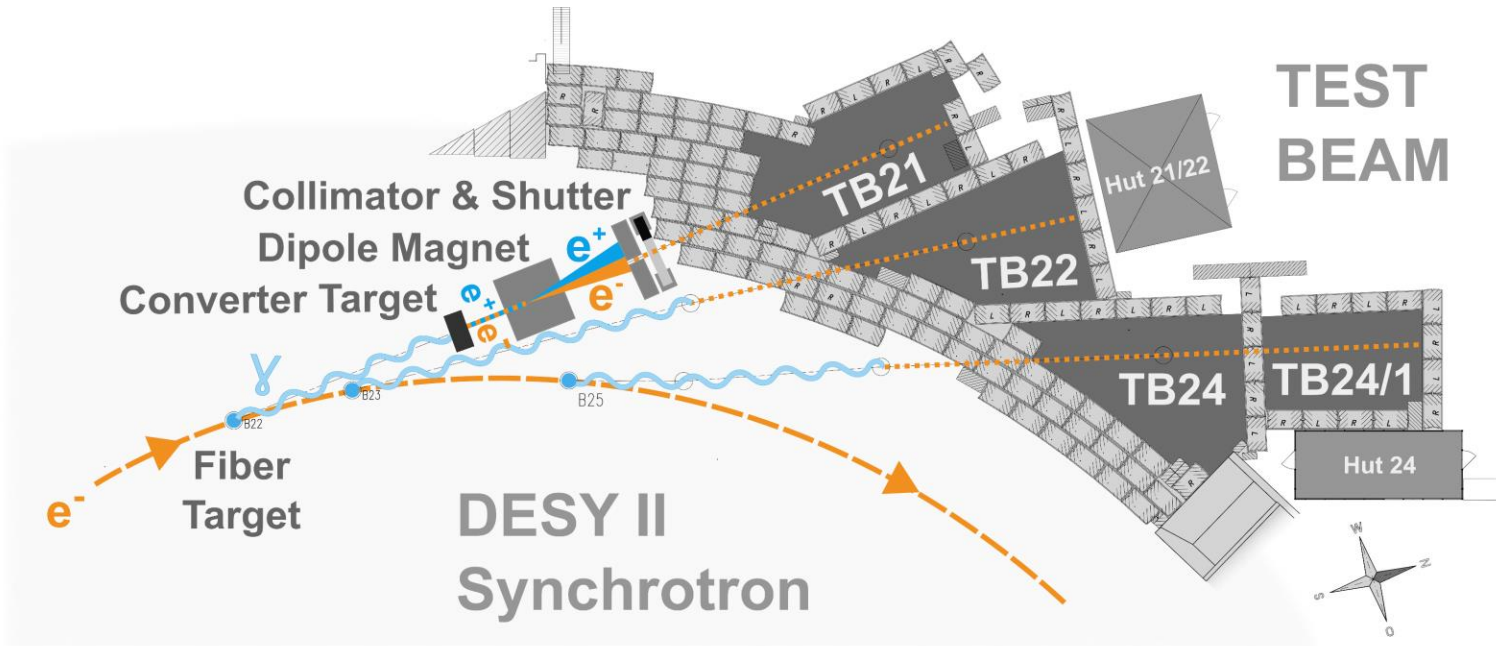 TEST
BEAM
Collimator & Shutter
Dipole Magnet
Converter Target
e+
e-
e+
e-
γ
B22
B23
B25
Fiber
Target
e-
DESY II
Synchrotron
TB21
TB22
TB24
TB24/1
Hut 21/22
Hut 24
W
N
S
O